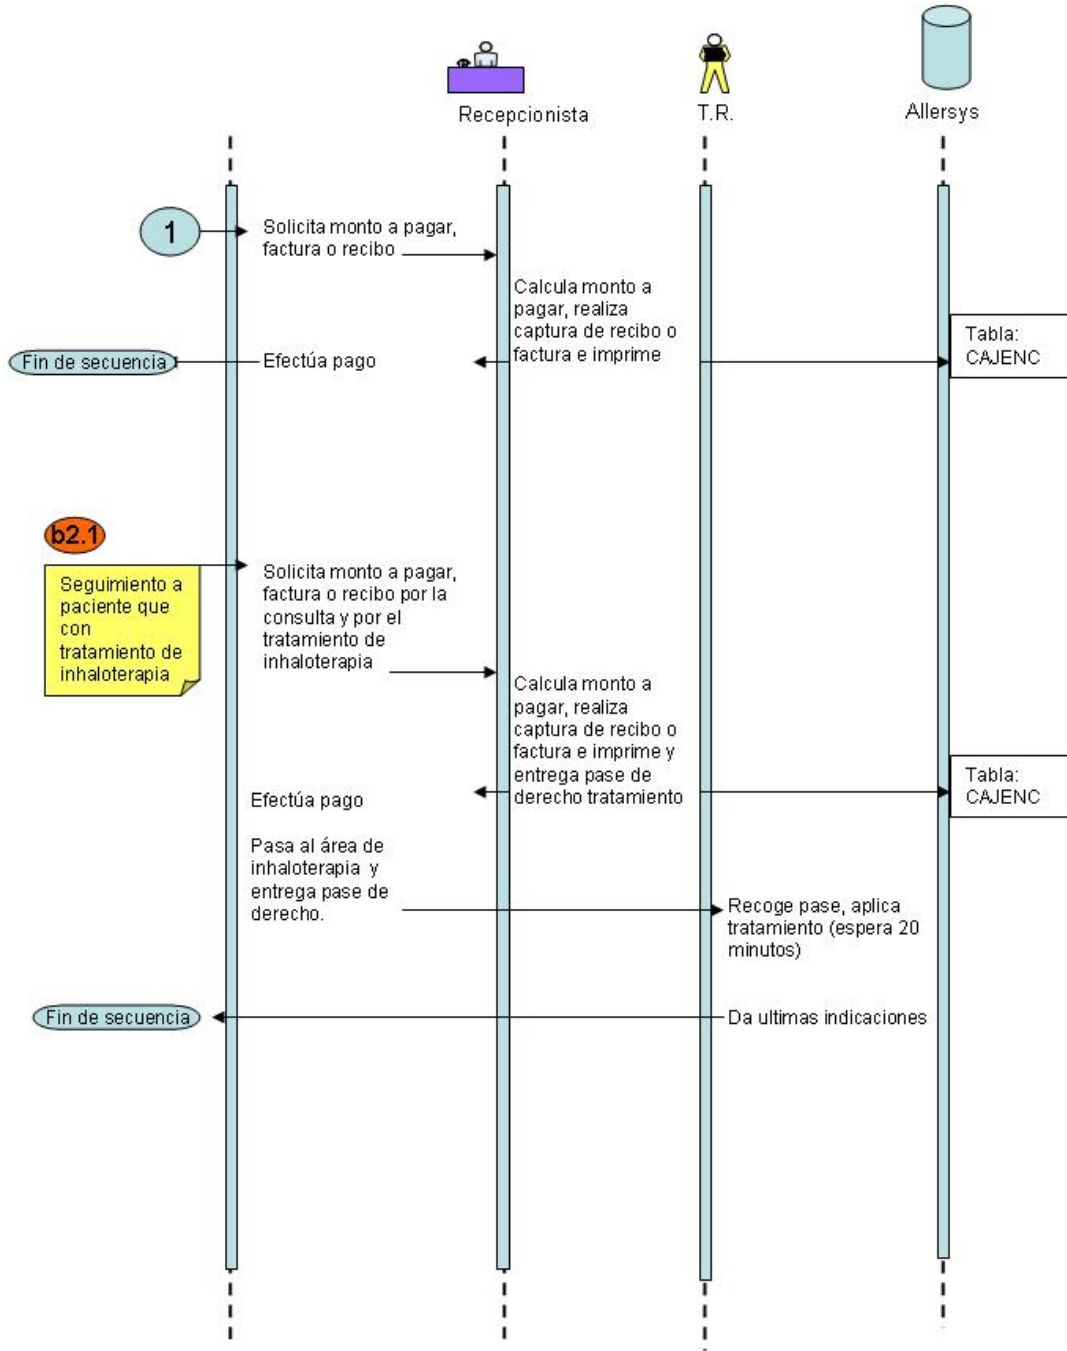 Recepcionista
T.R.
Allersys
1
Solicita monto a pagar,
factura o recibo
Calcula monto a
pagar, realiza
captura de recibo o
factura e imprime
Tabla:
CAJENC
Fin de secuencia
Efectúa pago
b2.1
Seguimiento a
paciente que
con
tratamiento de
inhaloterapia
Solicita monto a pagar,
factura o recibo por la
consulta y por el
tratamiento de
inhaloterapia
Calcula monto a
pagar, realiza
captura de recibo o
factura e imprime y
entrega pase de
derecho tratamiento
Tabla:
CAJENC
Efectúa pago
Pasa al área de
inhaloterapia y
entrega pase de
derecho.
Recoge pase, aplica
tratamiento (espera 20
minutos)
Fin de secuencia
Da ultimas indicaciones